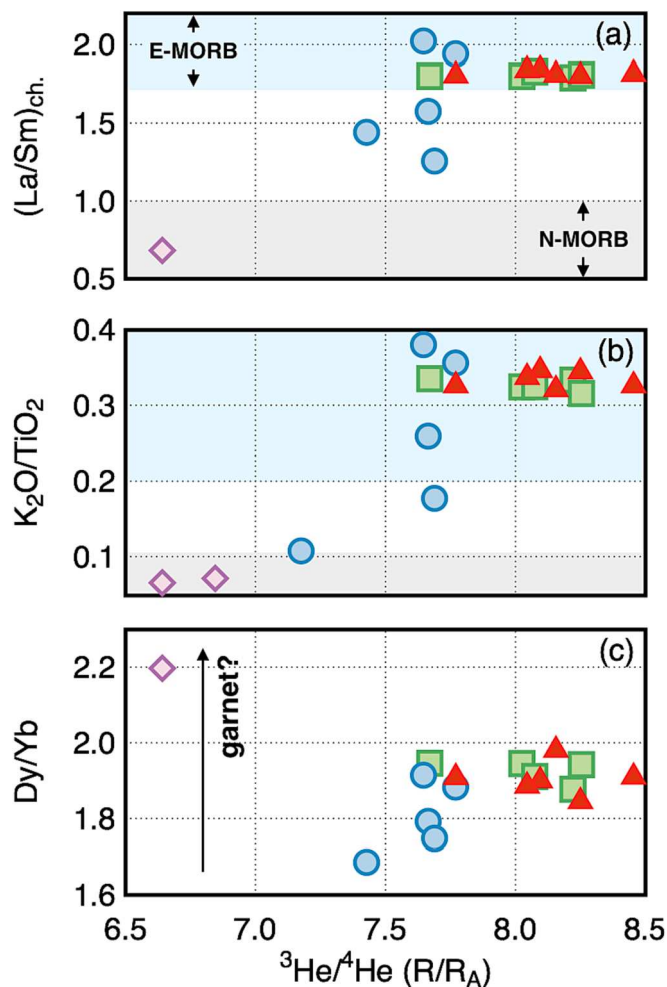 (a)
E-MORB
N-MORB
(La/Sm)ch.
2.0
1.5
1.0
0.5
(b)
K2O/TiO2
0.4
0.3
0.2
0.1
(c)
garnet?
Dy/Yb
2.2
2.0
1.8
1.6
6.5 7.0 7.5 8.0 8.5
³He/⁴He (R/RA)